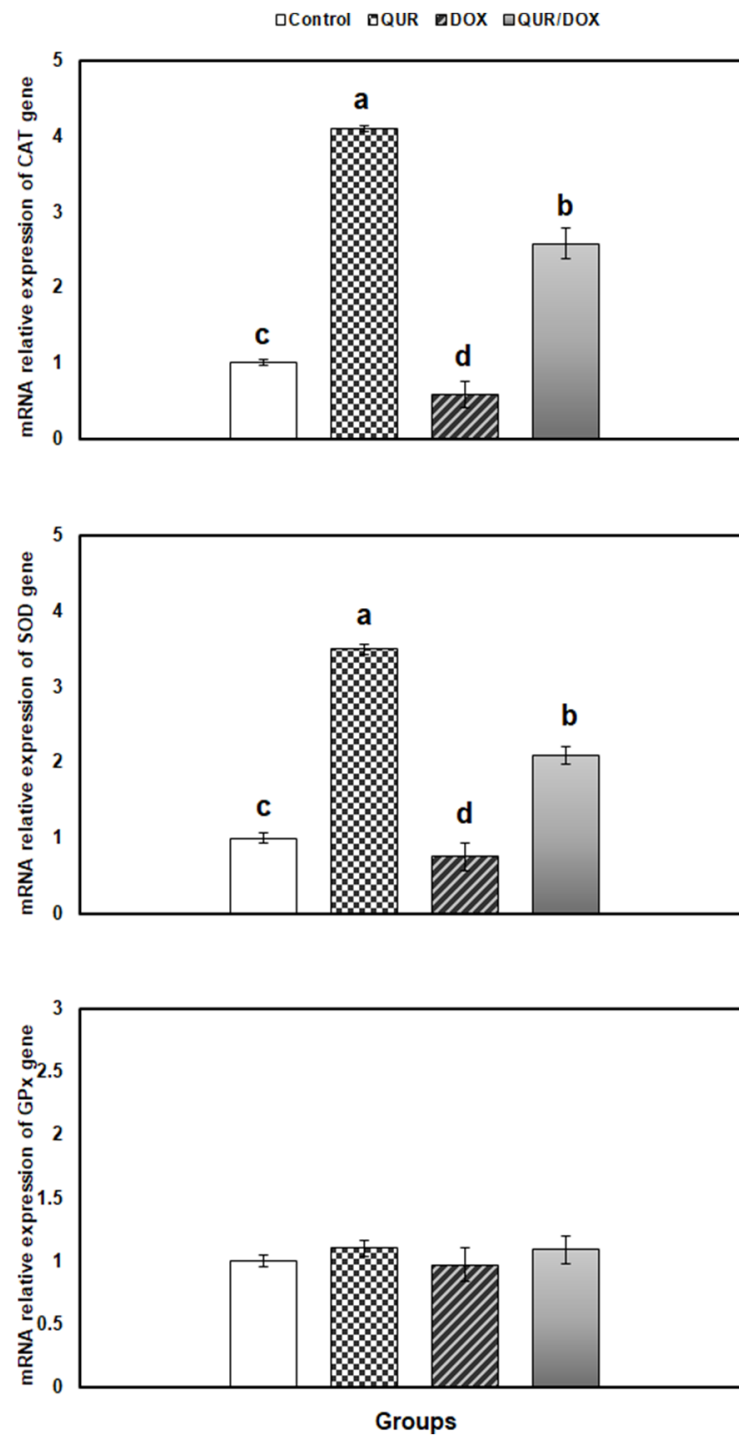 Control QUR DOX QUR/DOX
mRNA relative expression of CAT gene
5
4
3
2
1
0
c
a
d
b
mRNA relative expression of SOD gene
5
4
3
2
1
0
c
a
d
b
mRNA relative expression of GPx gene
3
2.5
2
1.5
1
0.5
0
Groups